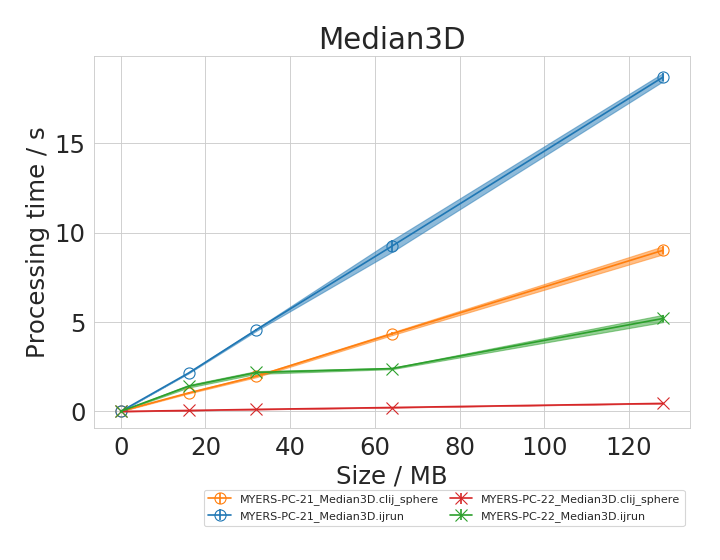 Median3D
Processing time / s
15
10
5
0
0 20 40 60 80 100 120
Size / MB
MYERS-PC-21_Median3D.clij_sphere MYERS-PC-22_Median3D.clij_sphere
MYERS-PC-21_Median3D.ijrun MYERS-PC-22_Median3D.ijrun